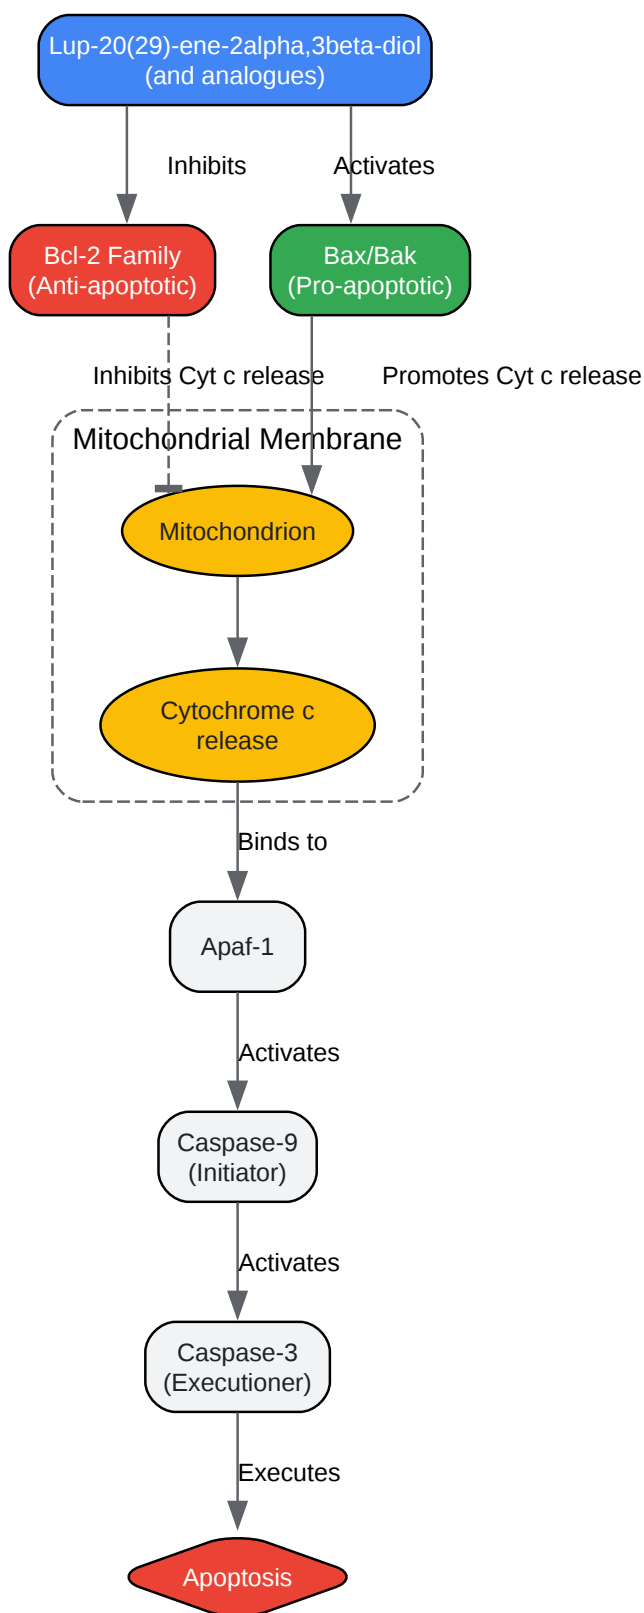 Lup-20(29)-ene-2alpha,3beta-diol
(and analogues)
Inhibits
Activates
Bcl-2 Family
(Anti-apoptotic)
Bax/Bak
(Pro-apoptotic)
Inhibits Cyt c release
Promotes Cyt c release
Mitochondrial Membrane
Mitochondrion
Cytochrome c
release
Binds to
Apaf-1
Activates
Caspase-9
(Initiator)
Activates
Caspase-3
(Executioner)
Executes
Apoptosis